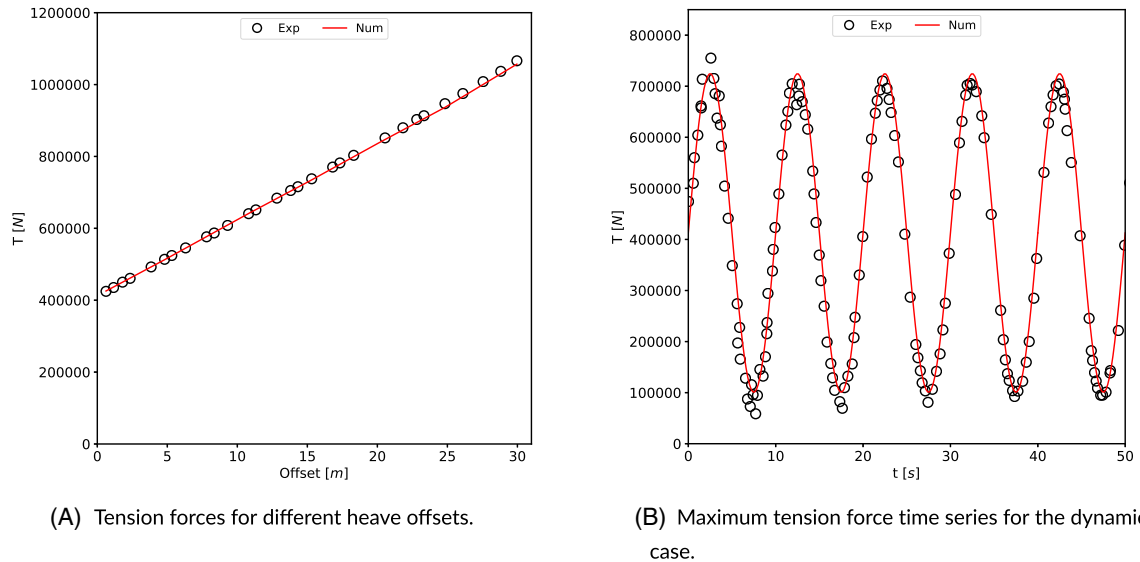 1200000
1000000
800000
600000
400000
200000
0
T [N]
0 5 10 15 20 25 30
Offset [m]
Exp Num
(A) Tension forces for different heave offsets.
800000
700000
600000
500000
400000
300000
200000
100000
0
T [N]
0 10 20 30 40 50
t [s]
Exp Num
(B) Maximum tension force time series for the dynamic
case.